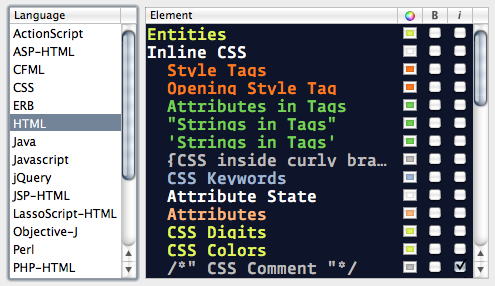 Language
ActionScript
ASP-HTML
CFML
CSS
ERB
HTML
Java
Javascript
jQuery
JSP-HTML
LassoScript-HTML
Objective-J
Perl
PHP-HTML
Element B i
Entities
Inline CSS
Style Tags
Opening Style Tag
Attributes in Tags
"Strings in Tags"
'Strings in Tags'
{CSS inside curly bra…
CSS Keywords
Attribute State
Attributes
CSS Digits
CSS Colors
/*" CSS Comment "*/